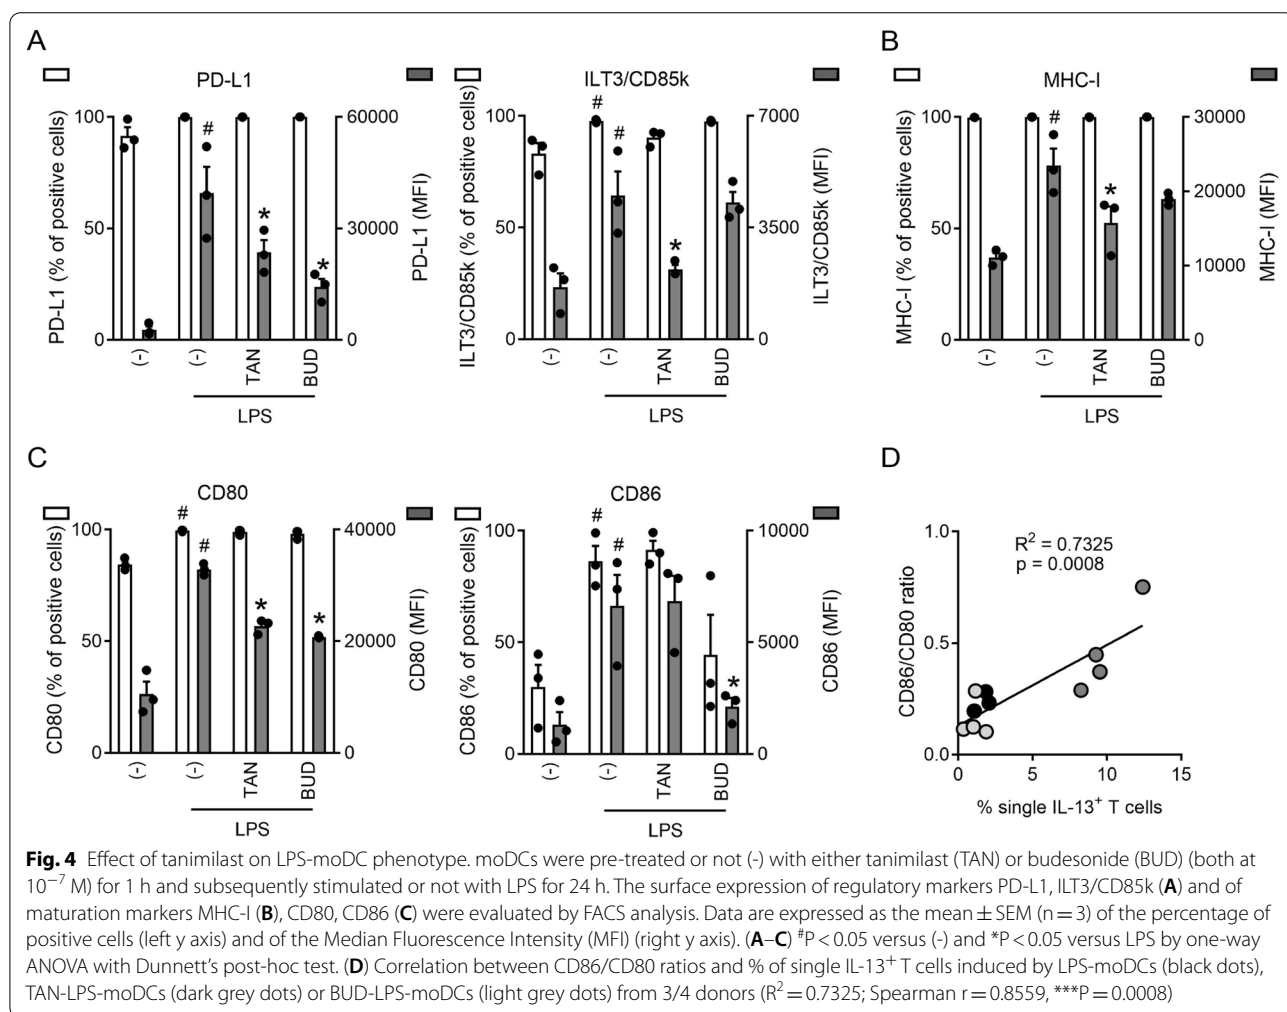 A
B
PD-L1
ILT3/CD85k
MHC-I
PD-L1 (% of positive cells)
100
50
0
#
*
*
60000
30000
0
PD-L1 (MFI)
(-)
(-)
TAN
BUD
LPS
ILT3/CD85k (% of positive cells)
100
50
0
#
#
*
7000
3500
0
ILT3/CD85k (MFI)
(-)
(-)
TAN
BUD
LPS
MHC-I (% of positive cells)
100
50
0
#
*
30000
20000
10000
0
MHC-I (MFI)
(-)
(-)
TAN
BUD
LPS
C
D
CD80
CD86
CD80 (% of positive cells)
100
50
0
#
#
*
*
40000
20000
0
CD80 (MFI)
(-)
(-)
TAN
BUD
LPS
CD86 (% of positive cells)
100
50
0
#
#
*
10000
5000
0
CD86 (MFI)
(-)
(-)
TAN
BUD
LPS
CD86/CD80 ratio
1.0
0.5
0.0
R² = 0.7325
p = 0.0008
0
5
10
15
% single IL-13⁺ T cells
Fig. 4 Effect of tanimilast on LPS-moDC phenotype. moDCs were pre-treated or not (-) with either tanimilast (TAN) or budesonide (BUD) (both at
10⁻⁷ M) for 1 h and subsequently stimulated or not with LPS for 24 h. The surface expression of regulatory markers PD-L1, ILT3/CD85k (A) and of
maturation markers MHC-I (B), CD80, CD86 (C) were evaluated by FACS analysis. Data are expressed as the mean ± SEM (n = 3) of the percentage of
positive cells (left y axis) and of the Median Fluorescence Intensity (MFI) (right y axis). (A–C) #P < 0.05 versus (-) and *P < 0.05 versus LPS by one-way
ANOVA with Dunnett's post-hoc test. (D) Correlation between CD86/CD80 ratios and % of single IL-13⁺ T cells induced by LPS-moDCs (black dots),
TAN-LPS-moDCs (dark grey dots) or BUD-LPS-moDCs (light grey dots) from 3/4 donors (R² = 0.7325; Spearman r = 0.8559, ***P = 0.0008)